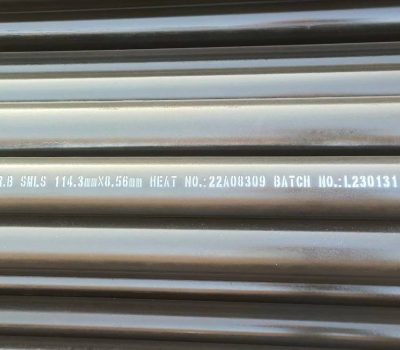 R.B SMLS 114.3mmX8.56mm HEAT NO.:22A08309 BATCH NO.:L230131